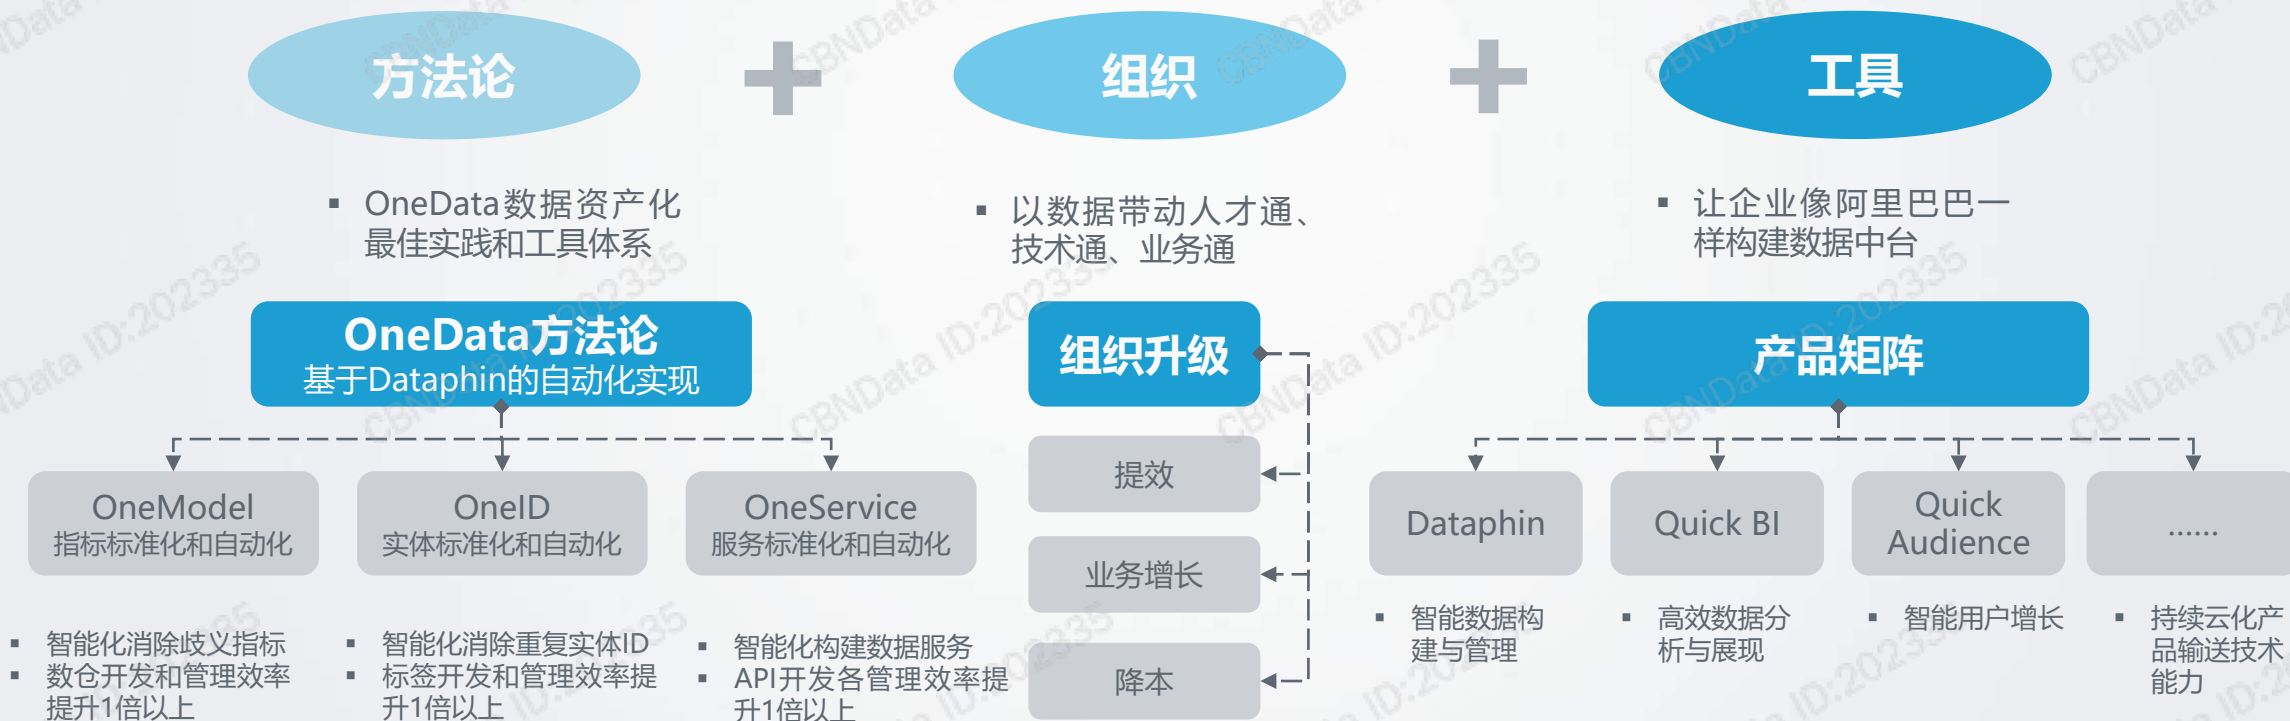 方法论
组织
工具
OneData数据资产化
最佳实践和工具体系
以数据带动人才通、
技术通、业务通
让企业像阿里巴巴一
样构建数据中台
OneData方法论
基于Dataphin的自动化实现
OneModel
指标标准化和自动化
OneID
实体标准化和自动化
OneService
服务标准化和自动化
智能化消除歧义指标
数仓开发和管理效率
提升1倍以上
智能化消除重复实体ID
标签开发和管理效率提
升1倍以上
智能化构建数据服务
API开发各管理效率提
升1倍以上
组织升级
提效
业务增长
降本
产品矩阵
Dataphin
Quick BI
Quick
Audience
......
智能数据构
建与管理
高效数据分
析与展现
智能用户增长
持续云化产
品输送技术
能力
CBNData ID:202335